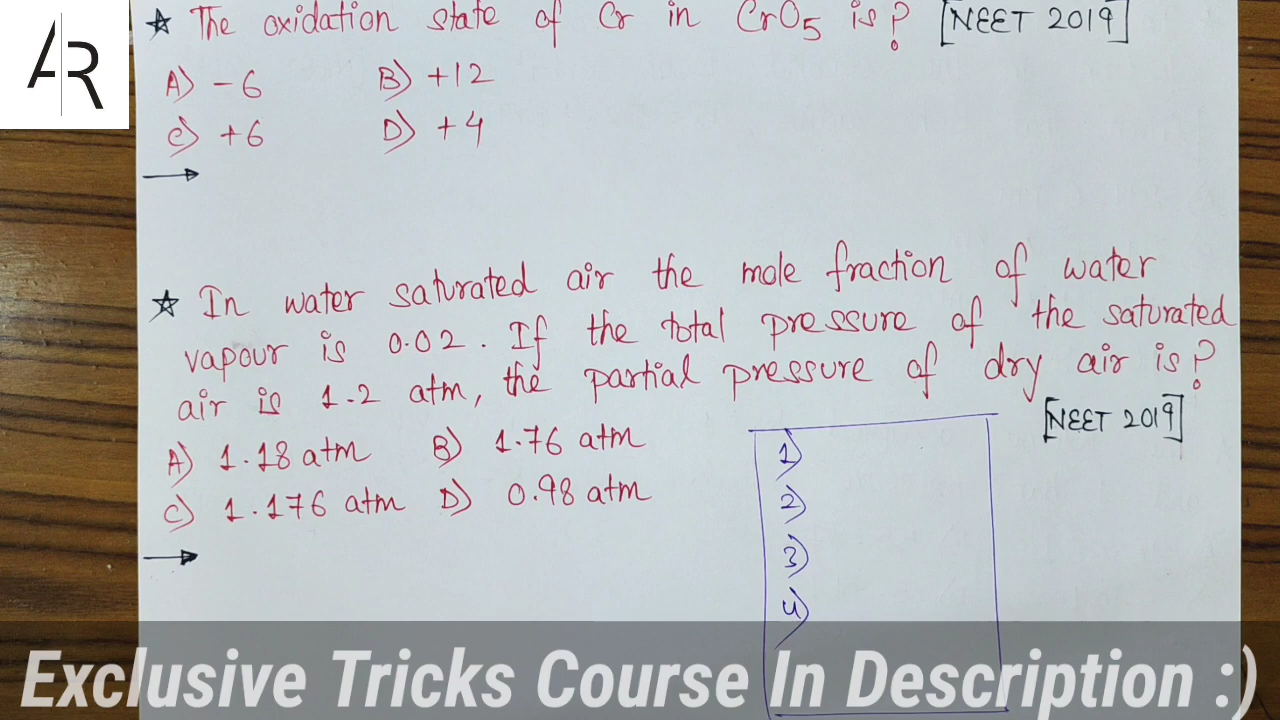 AR
★ The oxidation state of Cr in CrO5 is? [NEET 2019]
A) -6 B) +12
C) +6 D) +4
→
★ In water saturated air the mole fraction of water
vapour is 0.02. If the total pressure of the saturated
air is 1.2 atm, the partial pressure of dry air is?
[NEET 2019]
A) 1.18 atm B) 1.76 atm
C) 1.176 atm D) 0.98 atm
→
1)
2)
3)
4)
Exclusive Tricks Course In Description :)